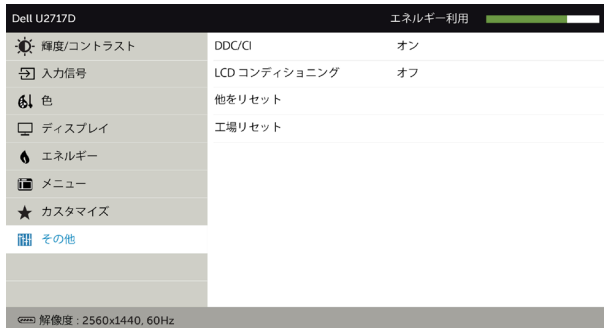 Dell U2717D エネルギー利用
輝度/コントラスト DDC/CI オン
入力信号 LCD コンディショニング オフ
色 他をリセット
ディスプレイ 工場リセット
エネルギー
メニュー
カスタマイズ
その他
解像度 : 2560x1440, 60Hz